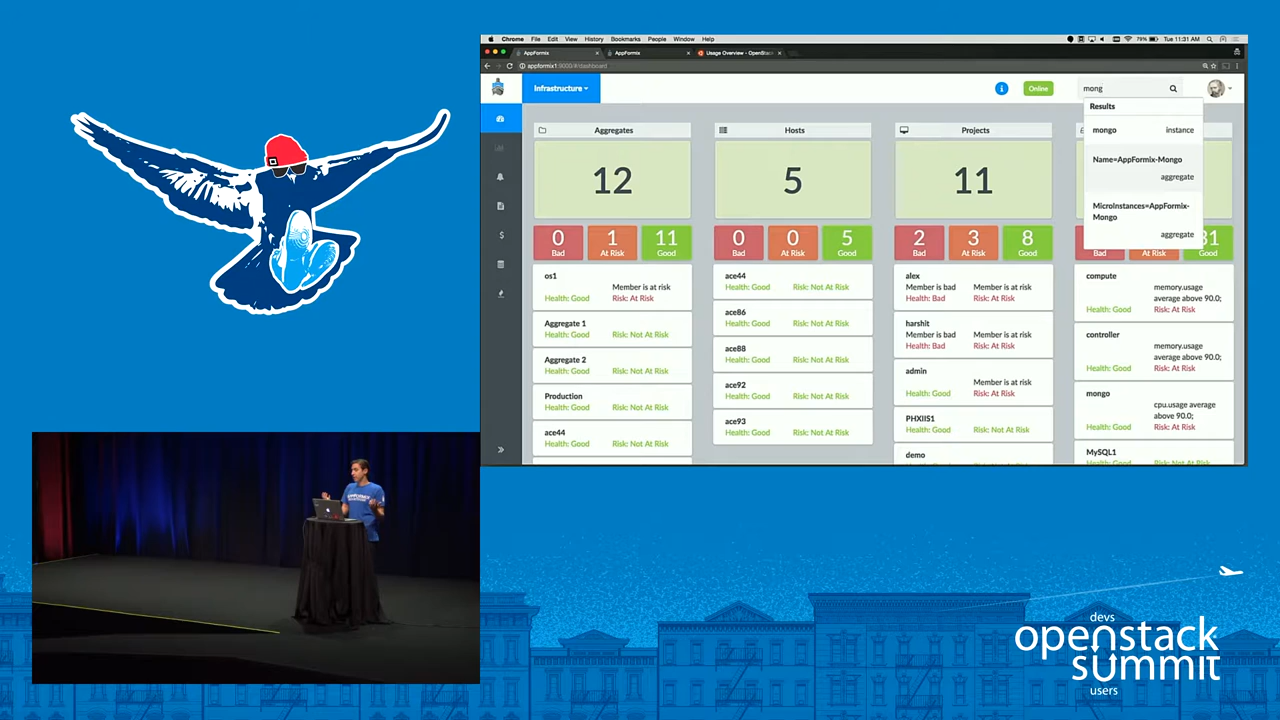 Chrome File Edit View History Bookmarks People Window Help
79% Tue 11:31 AM
AppFormix
AppFormix
Usage Overview - OpenStack
appformix1:9000/#/dashboard
Infrastructure
Online
mong
Results
mongo instance
Name=AppFormix-Mongo
aggregate
MicroInstances=AppFormix-
Mongo
aggregate
Aggregates
12
0 1 11
Bad At Risk Good
os1
Member is at risk
Health: Good Risk: At Risk
Aggregate 1
Health: Good Risk: Not At Risk
Aggregate 2
Health: Good Risk: Not At Risk
Production
Health: Good Risk: Not At Risk
ace44
Health: Good Risk: Not At Risk
Hosts
5
0 0 5
Bad At Risk Good
ace44
Health: Good Risk: Not At Risk
ace86
Health: Good Risk: Not At Risk
ace88
Health: Good Risk: Not At Risk
ace92
Health: Good Risk: Not At Risk
ace93
Health: Good Risk: Not At Risk
Projects
11
2 3 8
Bad At Risk Good
alex
Member is bad Member is at risk
Health: Bad Risk: At Risk
harshit
Member is bad Member is at risk
Health: Bad Risk: At Risk
admin
Member is at risk
Health: Good Risk: At Risk
PHXIIS1
Health: Good Risk: Not At Risk
demo
31
Bad At Risk Good
compute
memory.usage
average above 90.0;
Health: Good Risk: At Risk
controller
memory.usage
average above 90.0;
Health: Good Risk: At Risk
mongo
cpu.usage average
above 90.0;
Health: Good Risk: At Risk
MySQL1
Health: Good Risk: Not At Risk
devs
openstack
summit
users